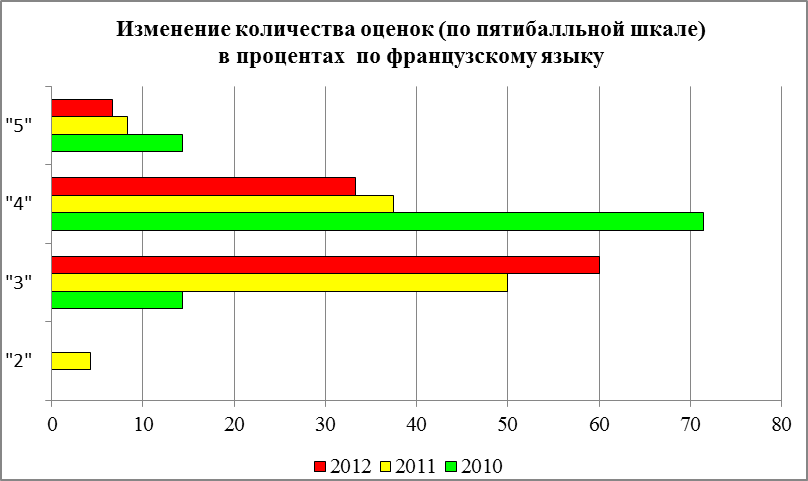 Изменение количества оценок (по пятибалльной шкале)
в процентах по французскому языку
"5"
"4"
"3"
"2"
0 10 20 30 40 50 60 70 80
2012 2011 2010